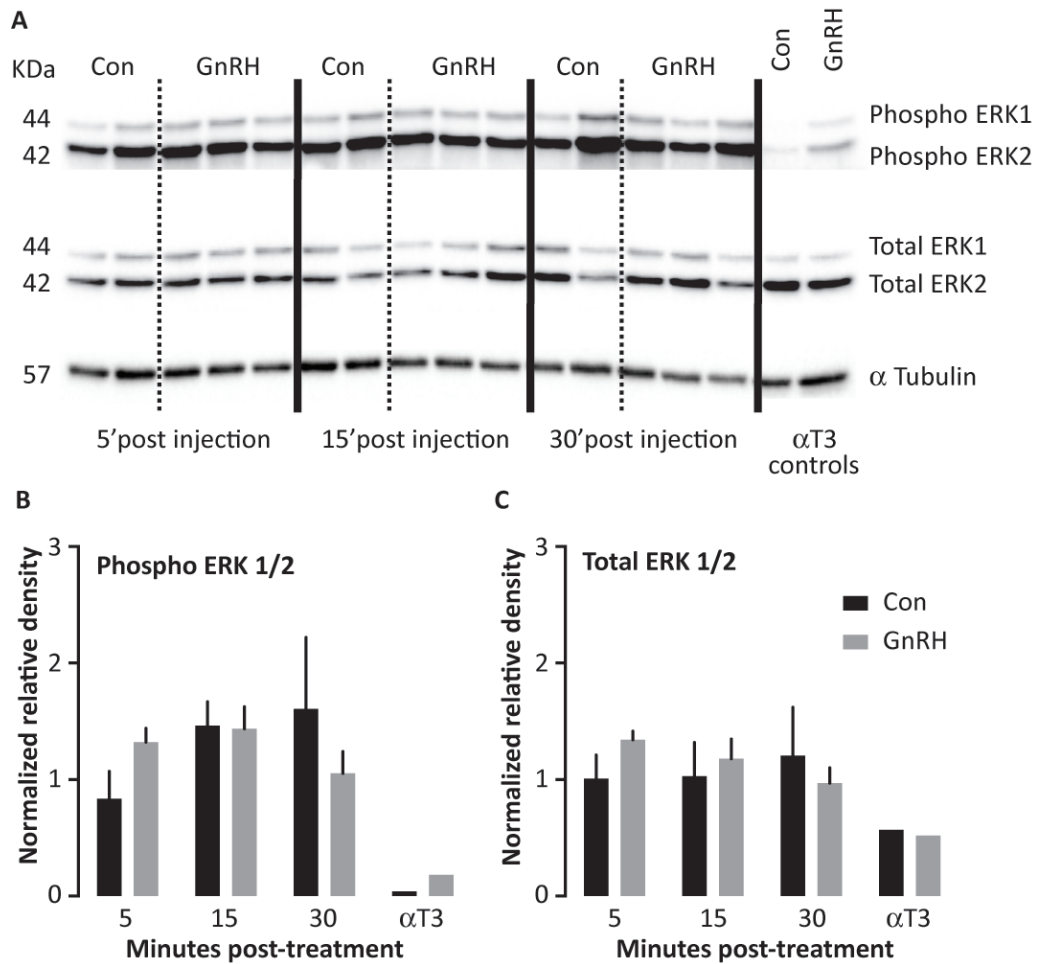 A
KDa Con GnRH Con GnRH Con GnRH Con GnRH
44 Phospho ERK1
42 Phospho ERK2
44 Total ERK1
42 Total ERK2
57 α Tubulin
5'post injection 15'post injection 30'post injection αT3
controls
B
Phospho ERK 1/2
Normalized relative density
3
2
1
0
5 15 30 αT3
Minutes post-treatment
C
Total ERK 1/2
Normalized relative density
3
2
1
0
Con
GnRH
5 15 30 αT3
Minutes post-treatment